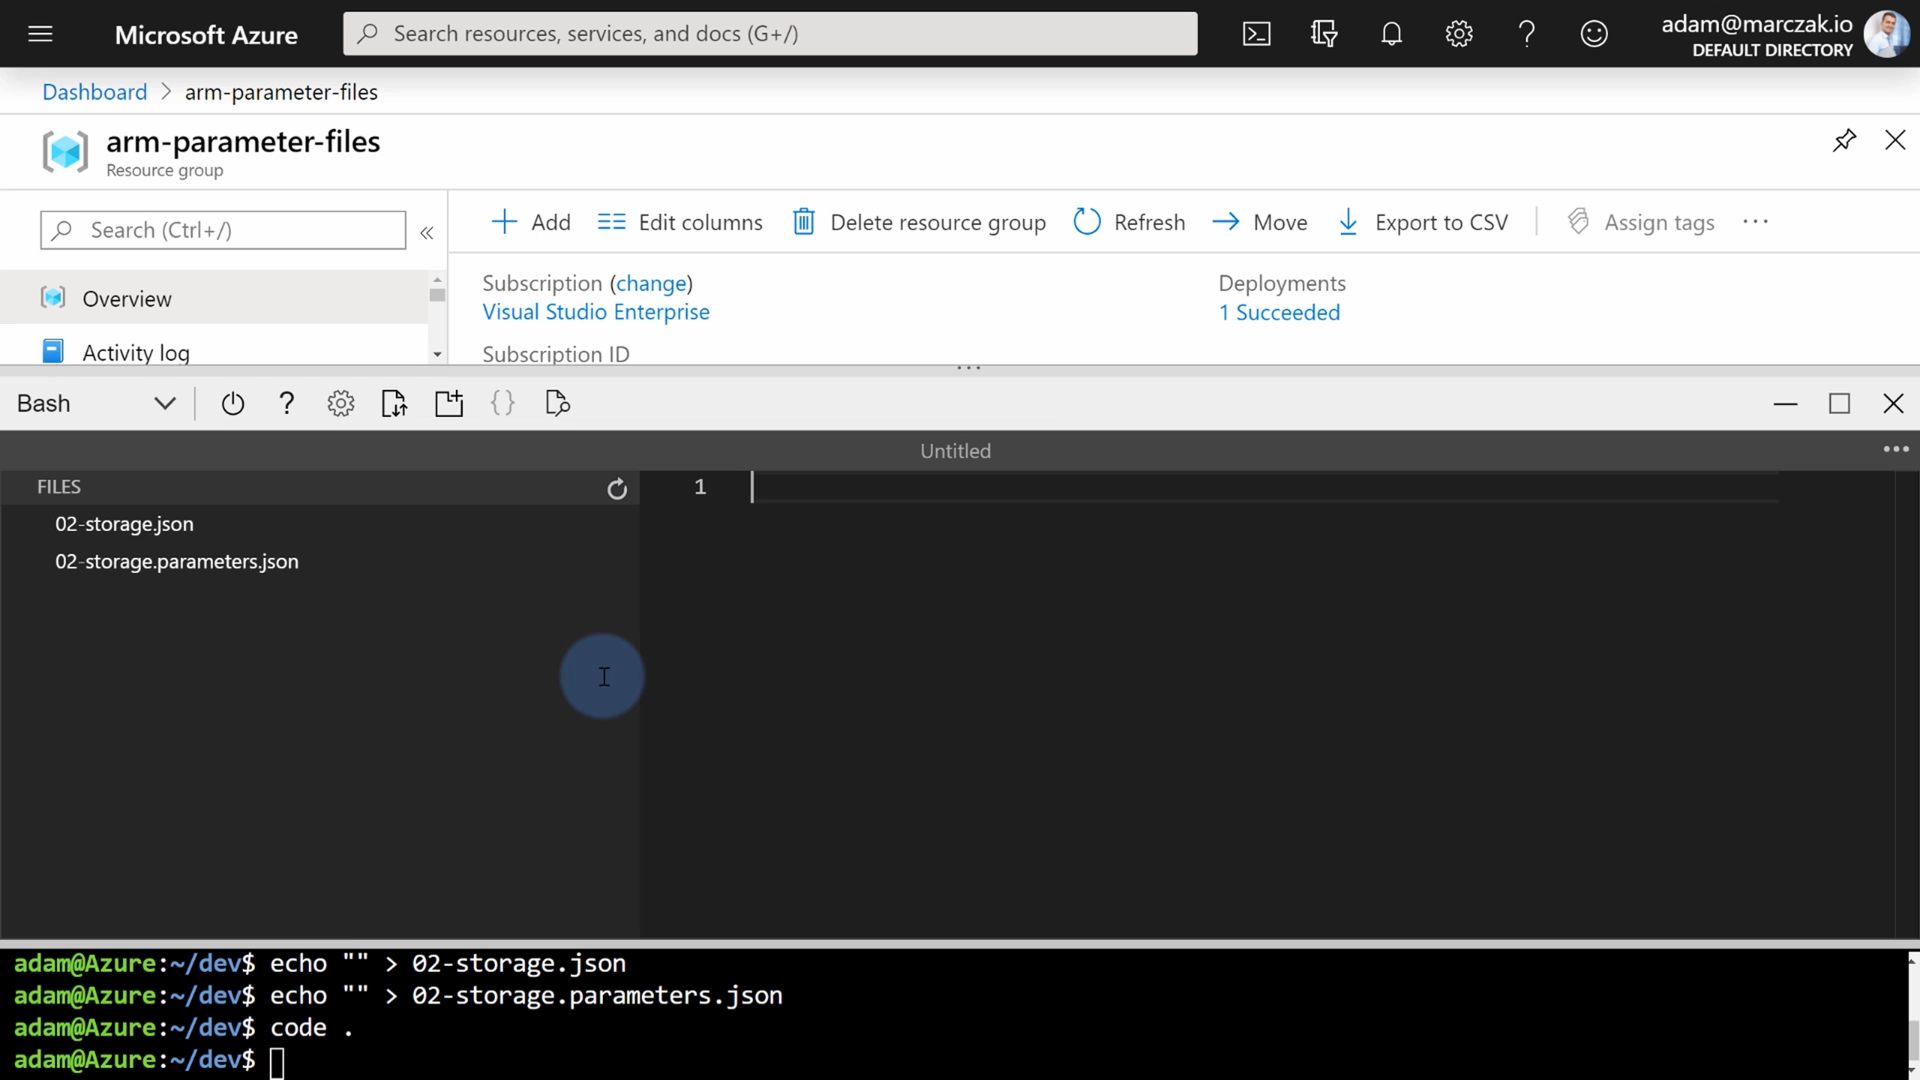 Microsoft Azure
Search resources, services, and docs (G+/)
adam@marczak.io
DEFAULT DIRECTORY
Dashboard > arm-parameter-files
arm-parameter-files
Resource group
Search (Ctrl+/)
«
Add
Edit columns
Delete resource group
Refresh
Move
Export to CSV
Assign tags
...
Overview
Activity log
Subscription (change)
Visual Studio Enterprise
Subscription ID
Deployments
1 Succeeded
Bash
Untitled
FILES
02-storage.json
02-storage.parameters.json
1
adam@Azure:~/dev$ echo "" > 02-storage.json
adam@Azure:~/dev$ echo "" > 02-storage.parameters.json
adam@Azure:~/dev$ code .
adam@Azure:~/dev$